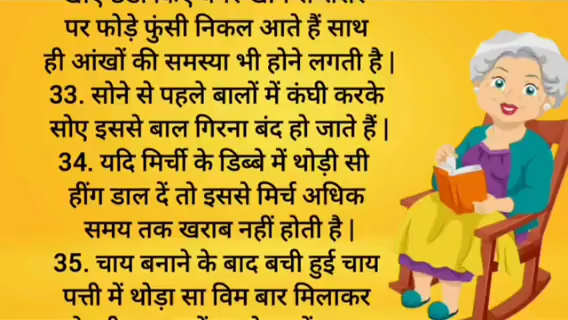 पर फोड़े फुंसी निकल आते हैं साथ
ही आंखों की समस्या भी होने लगती है |
33. सोने से पहले बालों में कंघी करके
सोए इससे बाल गिरना बंद हो जाते हैं |
34. यदि मिर्ची के डिब्बे में थोड़ी सी
हींग डाल दें तो इससे मिर्च अधिक
समय तक खराब नहीं होती है |
35. चाय बनाने के बाद बची हुई चाय
पत्ती में थोड़ा सा विम बार मिलाकर